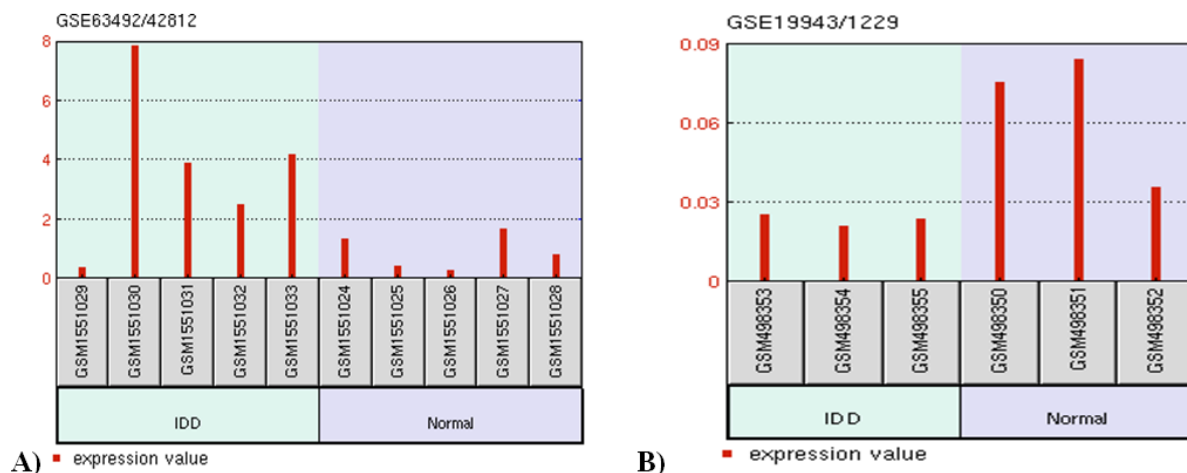 GSE63492/42812
8
6
4
2
0
GSM1551029
GSM1551030
GSM1551031
GSM1551032
GSM1551033
GSM1551024
GSM1551025
GSM1551026
GSM1551027
GSM1551028
IDD
Normal
A)
expression value
GSE19943/1229
0.09
0.06
0.03
0
GSM498353
GSM498354
GSM498355
GSM498350
GSM498351
GSM498352
IDD
Normal
B)
expression value